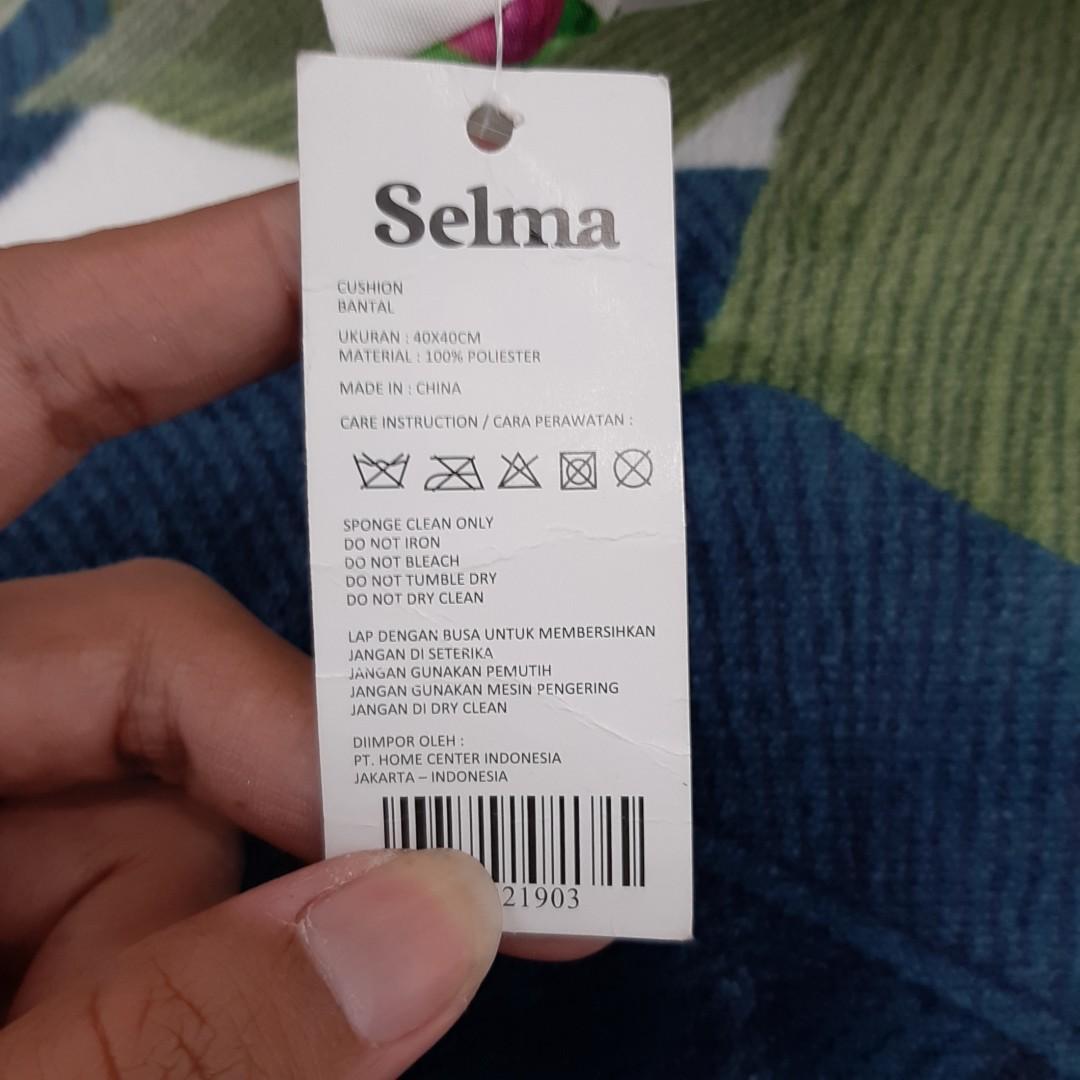 Selma
CUSHION
BANTAL
UKURAN : 40X40CM
MATERIAL : 100% POLIESTER
MADE IN : CHINA
CARE INSTRUCTION / CARA PERAWATAN :
SPONGE CLEAN ONLY
DO NOT IRON
DO NOT BLEACH
DO NOT TUMBLE DRY
DO NOT DRY CLEAN
LAP DENGAN BUSA UNTUK MEMBERSIHKAN
JANGAN DI SETERIKA
JANGAN GUNAKAN PEMUTIH
JANGAN GUNAKAN MESIN PENGERING
JANGAN DI DRY CLEAN
DIIMPOR OLEH :
PT. HOME CENTER INDONESIA
JAKARTA – INDONESIA
21903